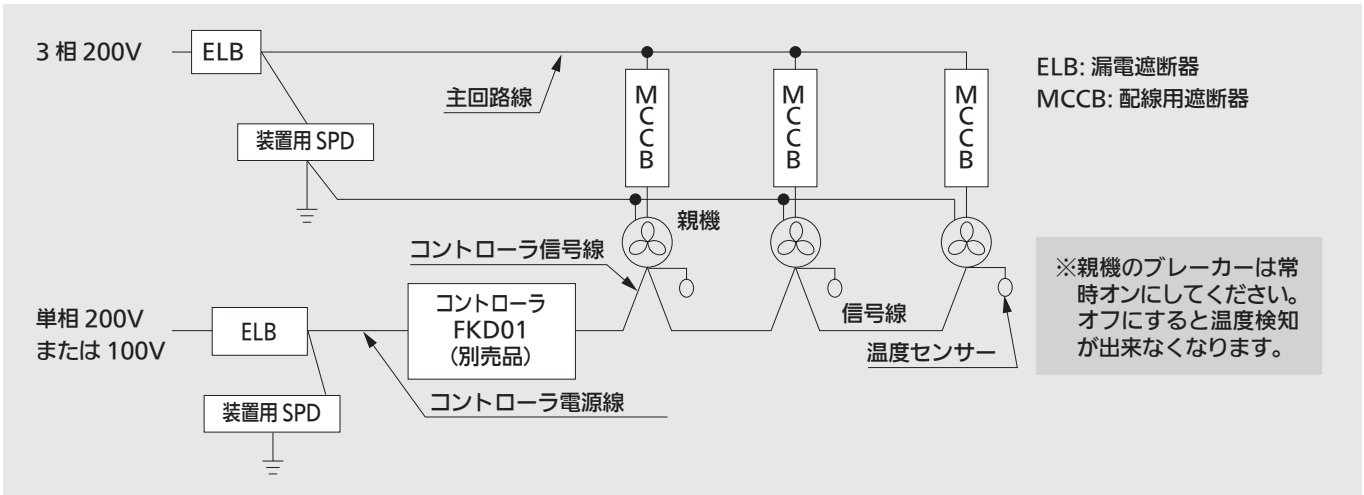 3 相 200V
ELB
主回路線
装置用 SPD
MCCB
MCCB
MCCB
ELB: 漏電遮断器
MCCB: 配線用遮断器
親機
コントローラ信号線
単相 200V
または 100V
ELB
コントローラ
FKD01
（別売品）
信号線
温度センサー
コントローラ電源線
装置用 SPD
※親機のブレーカーは常
時オンにしてください。
オフにすると温度検知
が出来なくなります。